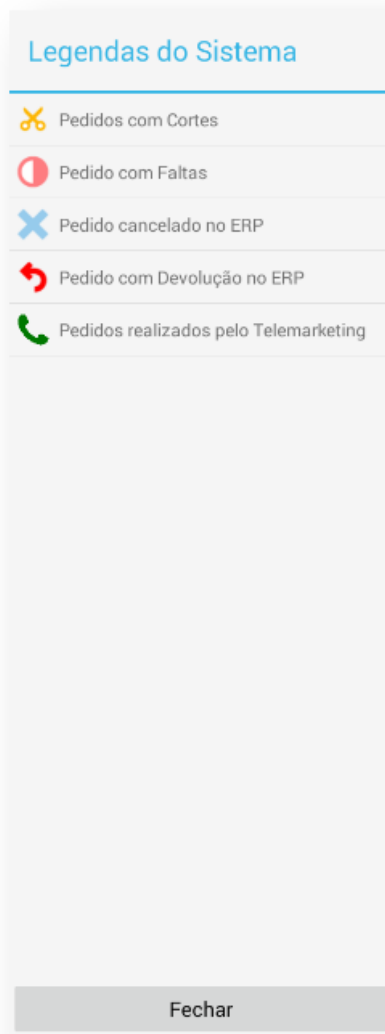 Legendas do Sistema
Pedidos com Cortes
Pedido com Faltas
Pedido cancelado no ERP
Pedido com Devolução no ERP
Pedidos realizados pelo Telemarketing
Fechar